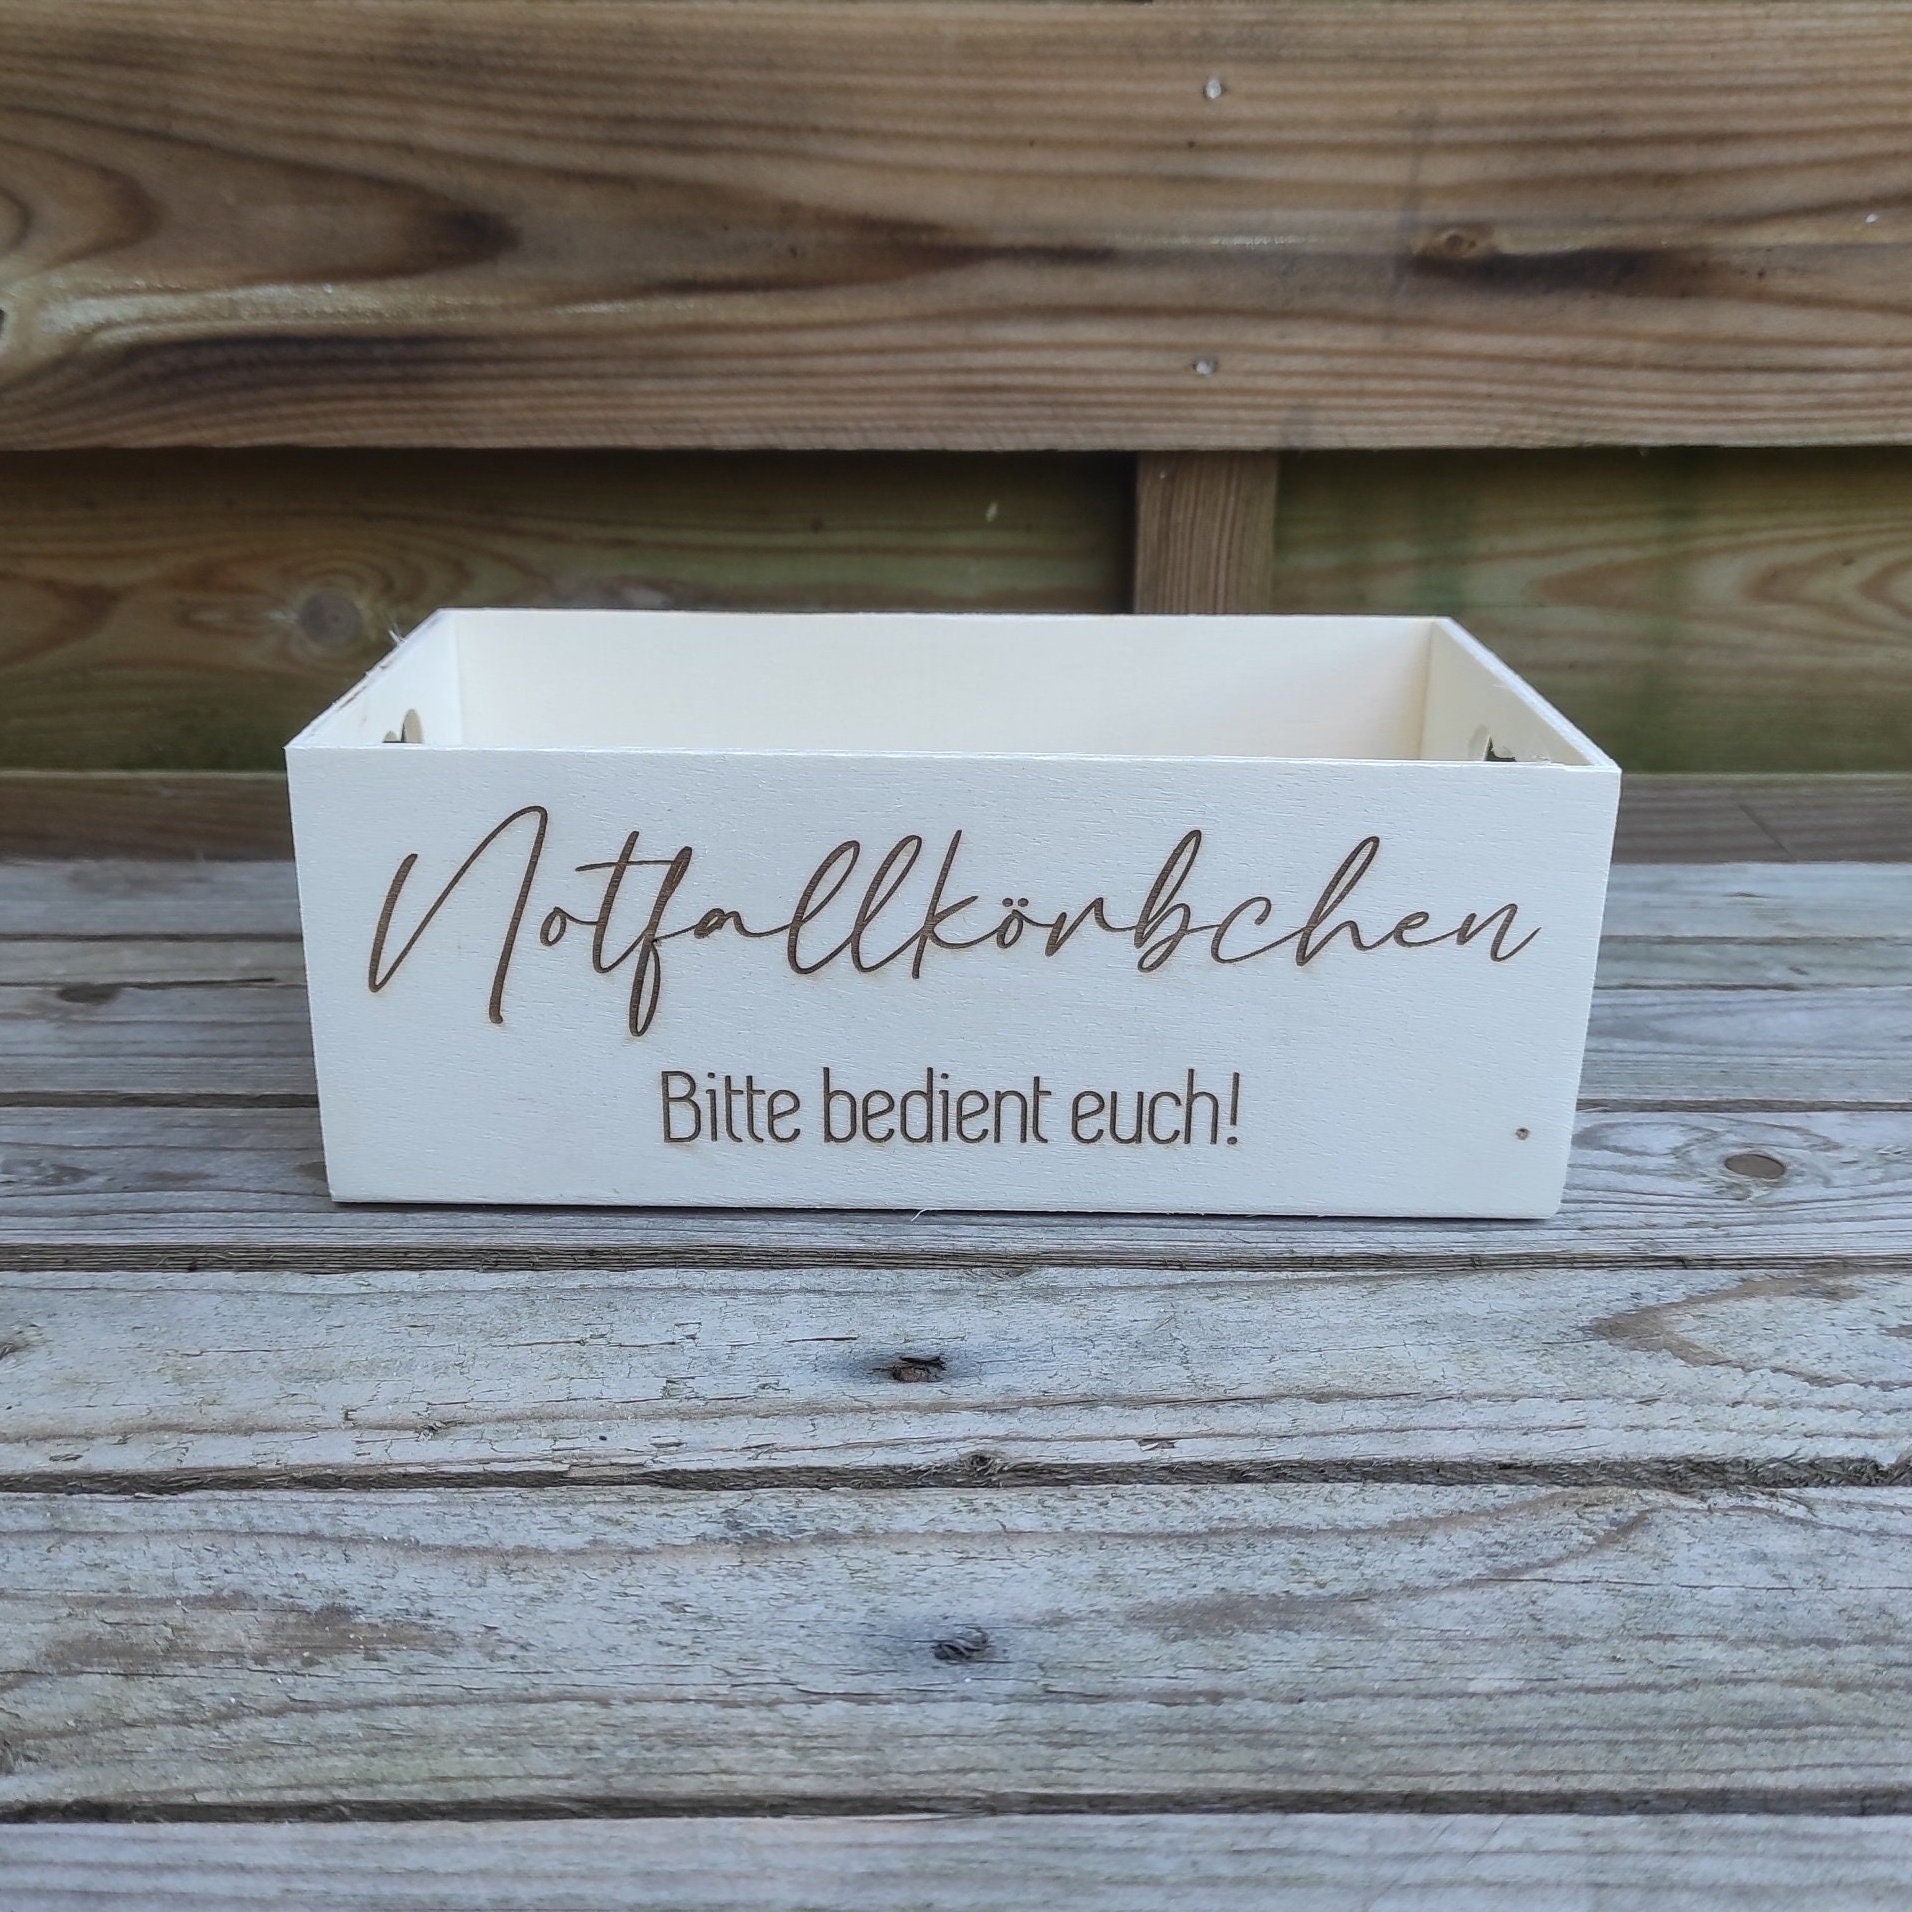 Notfallkörbchen
Bitte bedient euch!